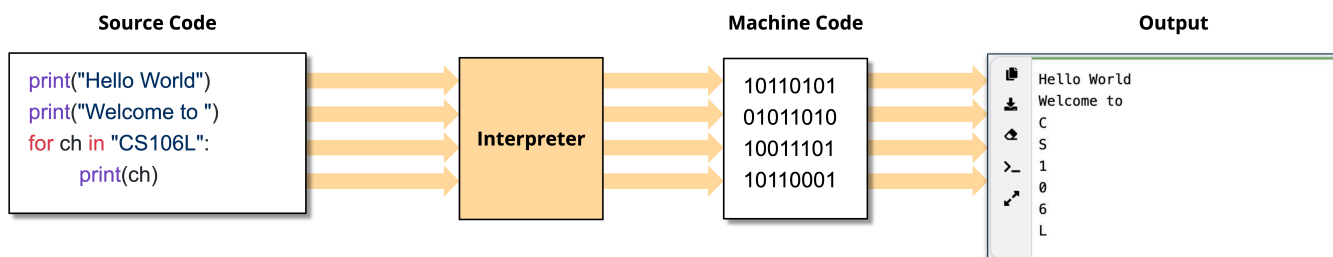 Source Code
print("Hello World")
print("Welcome to ")
for ch in "CS106L":
print(ch)
Interpreter
Machine Code
10110101
01011010
10011101
10110001
Output
Hello World
Welcome to
C
S
1
0
6
L